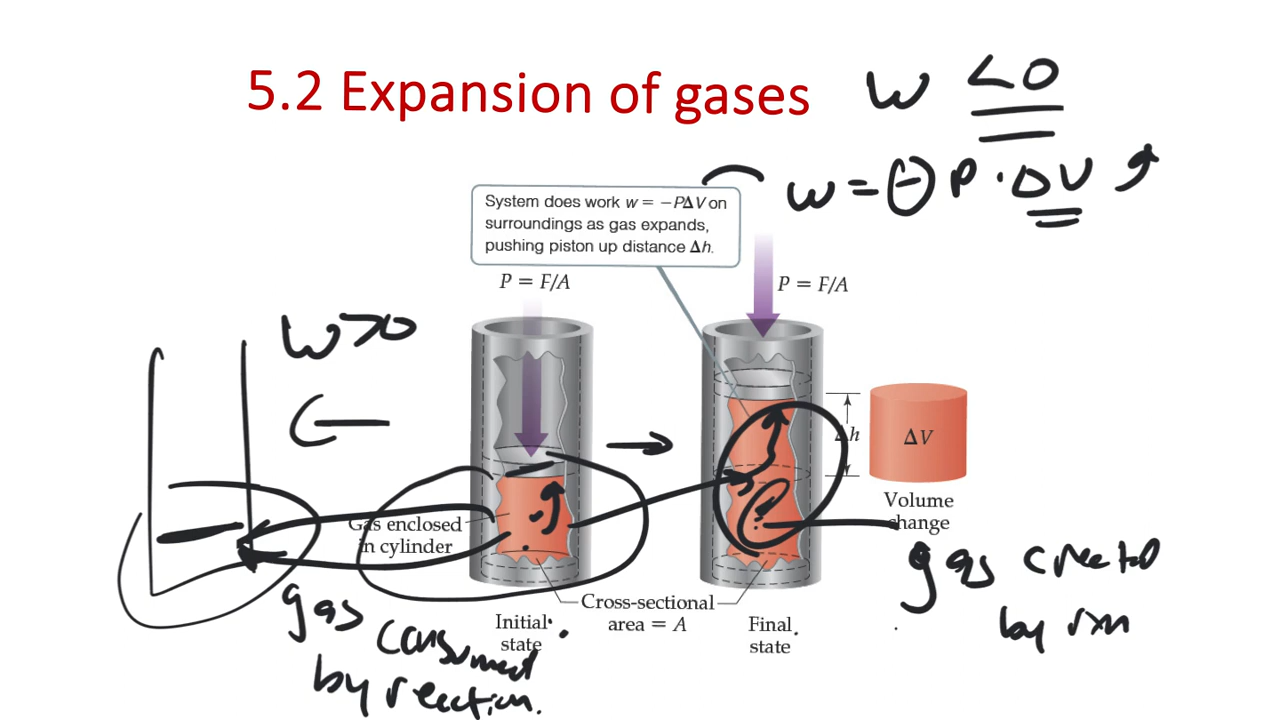 5.2 Expansion of gases
w <0
w = ⊖ P · ΔV
System does work w = −PΔV on
surroundings as gas expands,
pushing piston up distance Δh.
P = F/A
P = F/A
w>0
Δh
ΔV
Volume
change
Gas enclosed
in cylinder
gas created
by rxn
Cross-sectional
area = A
Initial
state
Final
state
gas
consumed
by reaction.